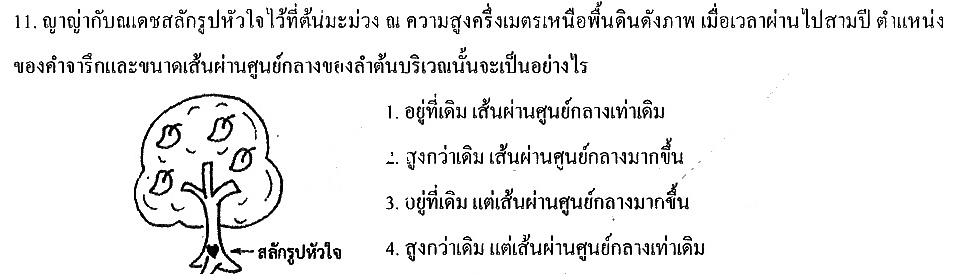 11. ญาญ่ากับณเดชสลักรูปหัวใจไว้ที่ต้นมะม่วง ณ ความสูงครึ่งเมตรเหนือพื้นดินดังภาพ เมื่อเวลาผ่านไปสามปี ตำแหน่ง
ของคำจารึกและขนาดเส้นผ่านศูนย์กลางของลำต้นบริเวณนั้นจะเป็นอย่างไร
1. อยู่ที่เดิม เส้นผ่านศูนย์กลางเท่าเดิม
2. สูงกว่าเดิม เส้นผ่านศูนย์กลางมากขึ้น
3. อยู่ที่เดิม แต่เส้นผ่านศูนย์กลางมากขึ้น
4. สูงกว่าเดิม แต่เส้นผ่านศูนย์กลางเท่าเดิม
สลักรูปหัวใจ